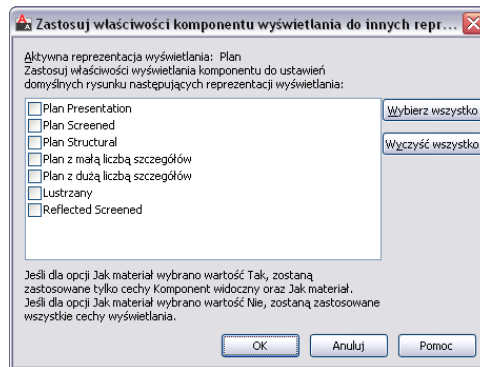 Zastosuj właściwości komponentu wyświetlania do innych repr...
Aktywna reprezentacja wyświetlania: Plan
Zastosuj właściwości wyświetlania komponentu do ustawień
domyślnych rysunku następujących reprezentacji wyświetlania:
Plan Presentation
Plan Screened
Plan Structural
Plan z małą liczbą szczegółów
Plan z dużą liczbą szczegółów
Lustrzany
Reflected Screened
Wybierz wszystko
Wyczyść wszystko
Jeśli dla opcji Jak materiał wybrano wartość Tak, zostaną
zastosowane tylko cechy Komponent widoczny oraz Jak materiał.
Jeśli dla opcji Jak materiał wybrano wartość Nie, zostaną zastosowane
wszystkie cechy wyświetlania.
OK
Anuluj
Pomoc